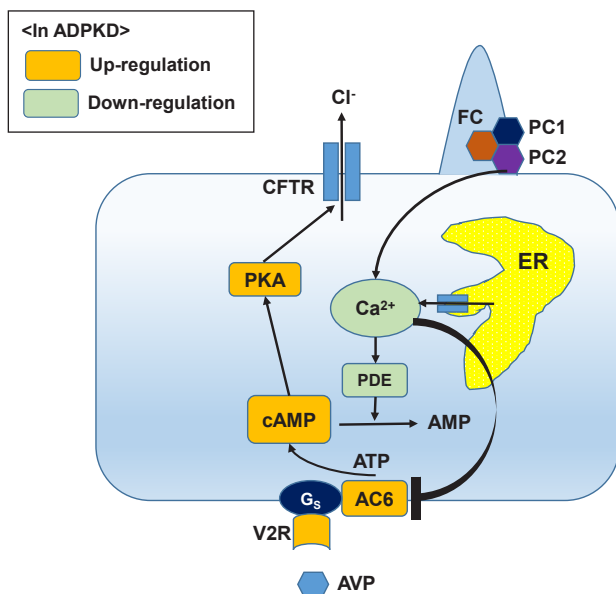 <In ADPKD>
Up-regulation
Down-regulation
Cl-
FC
PC1
PC2
CFTR
ER
PKA
Ca2+
PDE
cAMP
AMP
ATP
GS
AC6
V2R
AVP